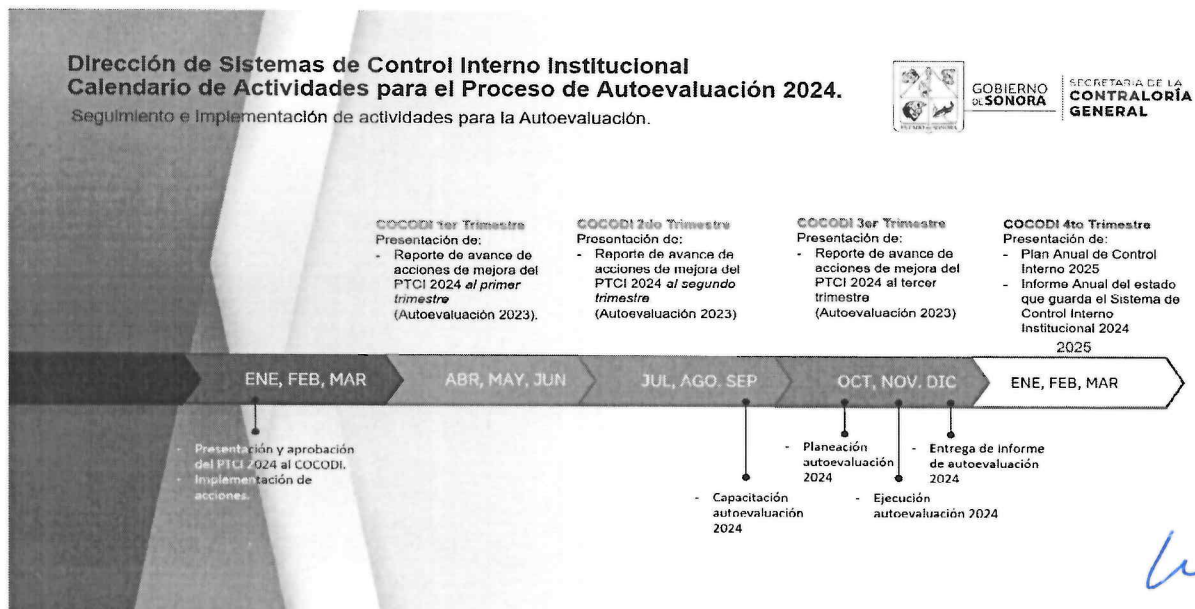 Dirección de Sistemas de Control Interno Institucional
Calendario de Actividades para el Proceso de Autoevaluación 2024.
Seguimiento e Implementación de actividades para la Autoevaluación.
GOBIERNO
DE SONORA
SECRETARÍA DE LA
CONTRALORÍA
GENERAL
COCODI 1er Trimestre
Presentación de:
- Reporte de avance de
acciones de mejora del
PTCI 2024 al primer
trimestre
(Autoevaluación 2023).
COCODI 2do Trimestre
Presentación de:
- Reporte de avance de
acciones de mejora del
PTCI 2024 al segundo
trimestre
(Autoevaluación 2023)
COCODI 3er Trimestre
Presentación de:
- Reporte de avance de
acciones de mejora del
PTCI 2024 al tercer
trimestre
(Autoevaluación 2023)
COCODI 4to Trimestre
Presentación de:
- Plan Anual de Control
Interno 2025
- Informe Anual del estado
que guarda el Sistema de
Control Interno
Institucional 2024
2025
ENE, FEB, MAR
ABR, MAY, JUN
JUL, AGO. SEP
OCT, NOV. DIC
ENE, FEB, MAR
- Presentación y aprobación
del PTCI 2024 al COCODI.
- Implementación de
acciones.
- Capacitación
autoevaluación
2024
- Planeación
autoevaluación
2024
- Ejecución
autoevaluación 2024
- Entrega de informe
de autoevaluación
2024